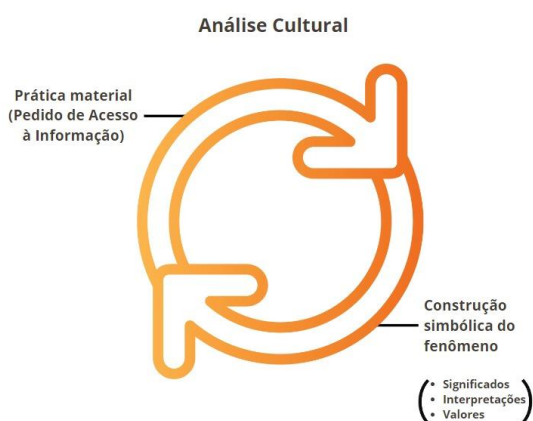 Análise Cultural
Prática material
(Pedido de Acesso
à Informação)
Construção
simbólica do
fenômeno
• Significados
• Interpretações
• Valores